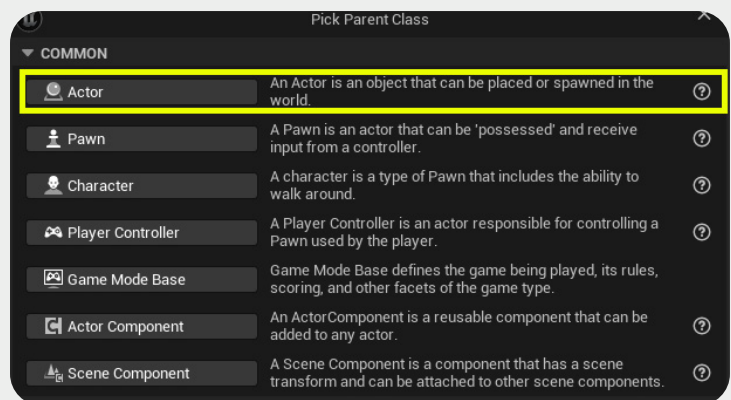 Pick Parent Class
COMMON
Actor
An Actor is an object that can be placed or spawned in the
world.
Pawn
A Pawn is an actor that can be 'possessed' and receive
input from a controller.
Character
A character is a type of Pawn that includes the ability to
walk around.
Player Controller
A Player Controller is an actor responsible for controlling a
Pawn used by the player.
Game Mode Base
Game Mode Base defines the game being played, its rules,
scoring, and other facets of the game type.
Actor Component
An ActorComponent is a reusable component that can be
added to any actor.
Scene Component
A Scene Component is a component that has a scene
transform and can be attached to other scene components.